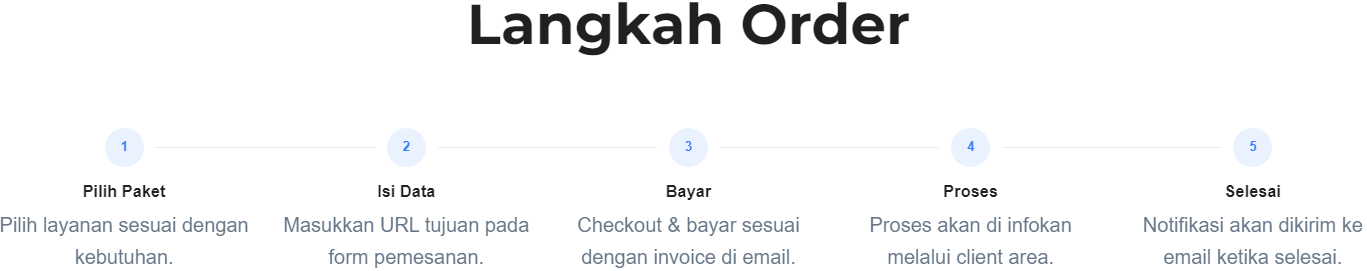 Langkah Order
1
2
3
4
5
Pilih Paket
Isi Data
Bayar
Proses
Selesai
Pilih layanan sesuai dengan
kebutuhan.
Masukkan URL tujuan pada
form pemesanan.
Checkout & bayar sesuai
dengan invoice di email.
Proses akan di infokan
melalui client area.
Notifikasi akan dikirim ke
email ketika selesai.